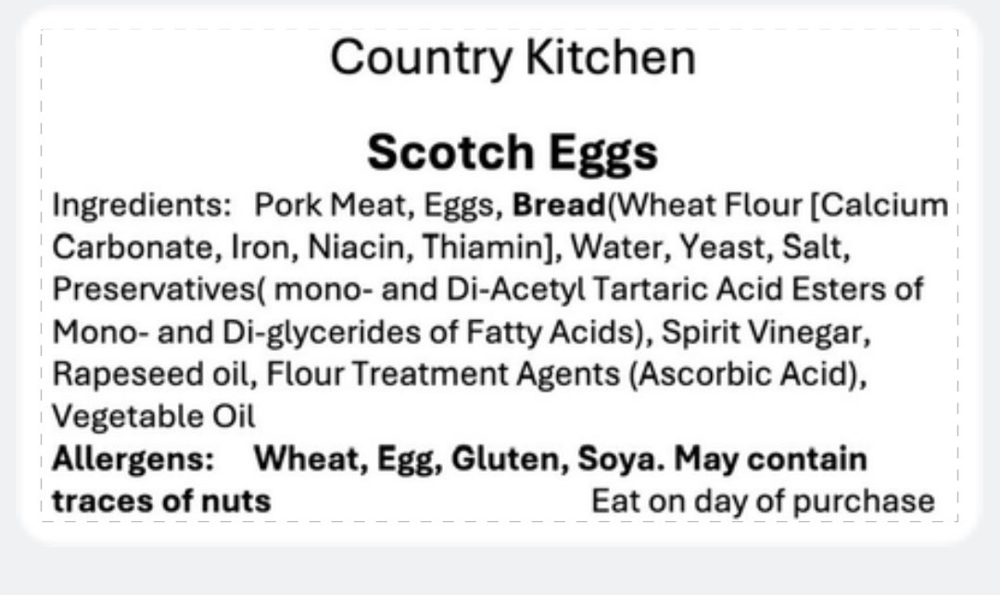 Country Kitchen
Scotch Eggs
Ingredients: Pork Meat, Eggs, Bread(Wheat Flour [Calcium
Carbonate, Iron, Niacin, Thiamin], Water, Yeast, Salt,
Preservatives( mono- and Di-Acetyl Tartaric Acid Esters of
Mono- and Di-glycerides of Fatty Acids), Spirit Vinegar,
Rapeseed oil, Flour Treatment Agents (Ascorbic Acid),
Vegetable Oil
Allergens: Wheat, Egg, Gluten, Soya. May contain
traces of nuts Eat on day of purchase